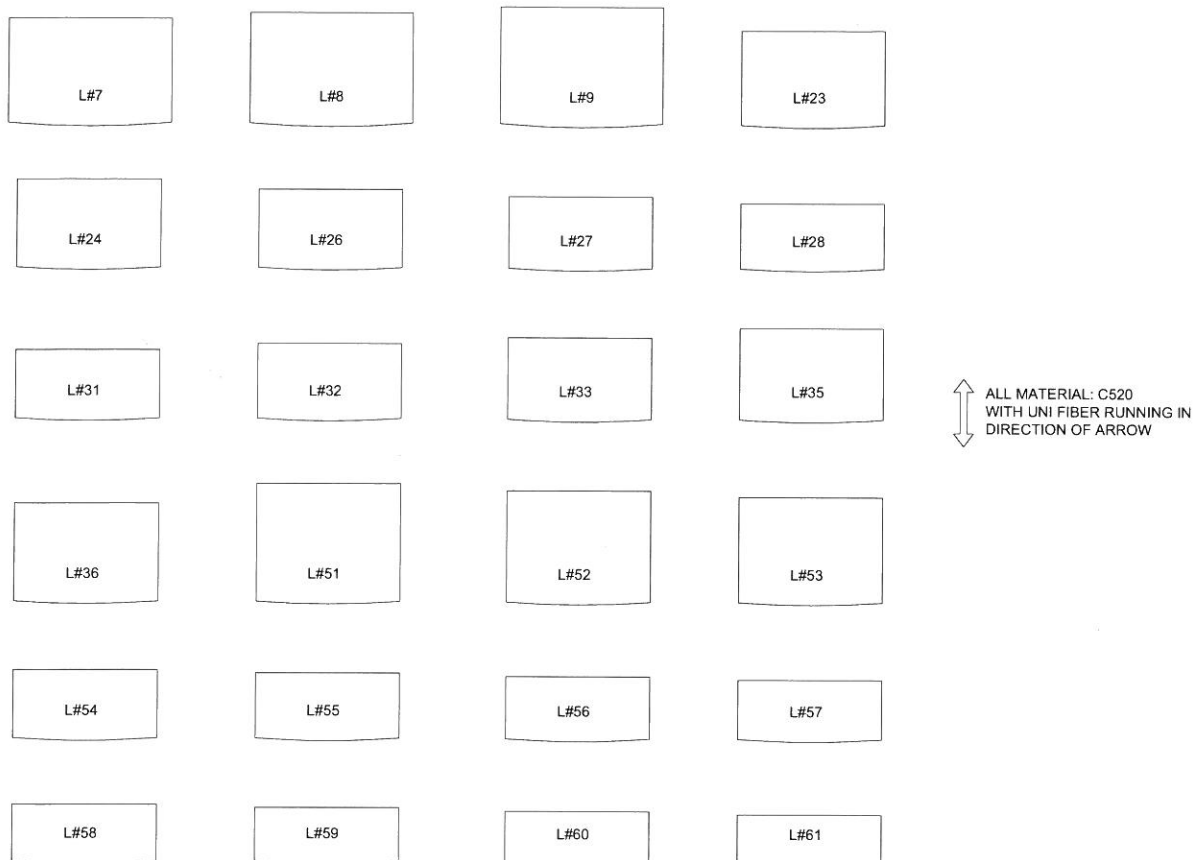 L#7
L#8
L#9
L#23
L#24
L#26
L#27
L#28
L#31
L#32
L#33
L#35
ALL MATERIAL: C520
WITH UNI FIBER RUNNING IN
DIRECTION OF ARROW
L#36
L#51
L#52
L#53
L#54
L#55
L#56
L#57
L#58
L#59
L#60
L#61